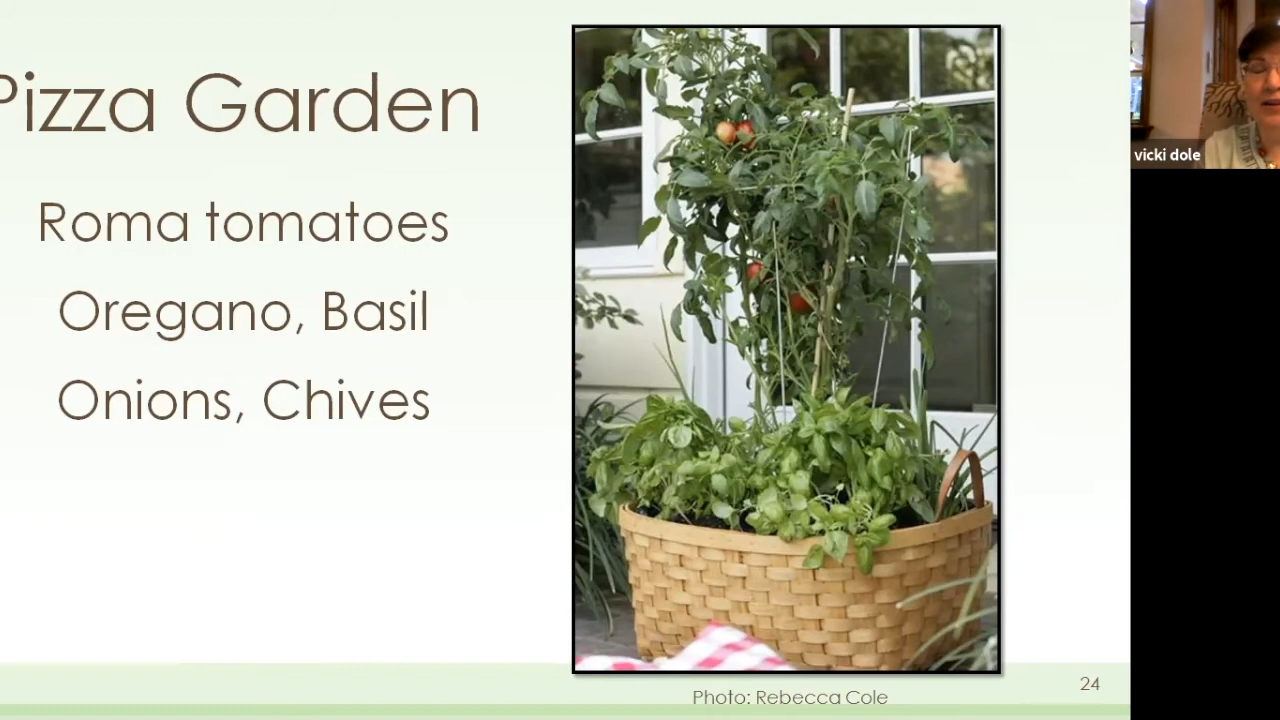 Pizza Garden
Roma tomatoes
Oregano, Basil
Onions, Chives
vicki dole
Photo: Rebecca Cole
24